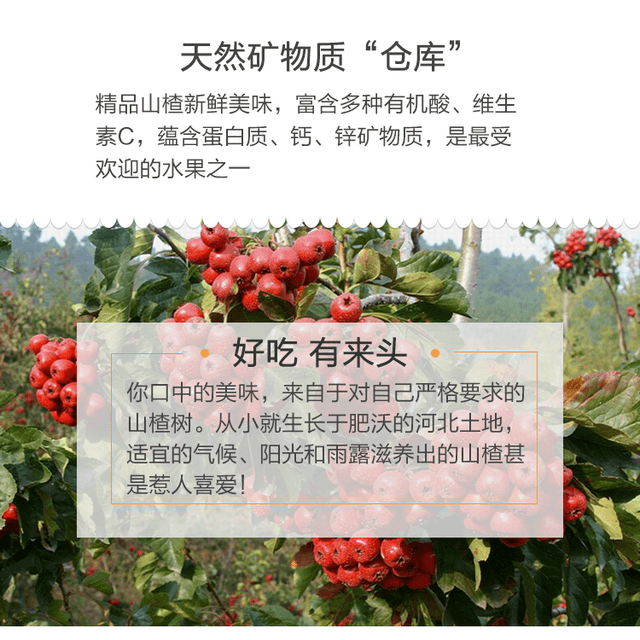 天然矿物质“仓库”
精品山楂新鲜美味，富含多种有机酸、维生
素C，蕴含蛋白质、钙、锌矿物质，是最受
欢迎的水果之一
好吃 有来头
你口中的美味，来自于对自己严格要求的
山楂树。从小就生长于肥沃的河北土地，
适宜的气候、阳光和雨露滋养出的山楂甚
是惹人喜爱！